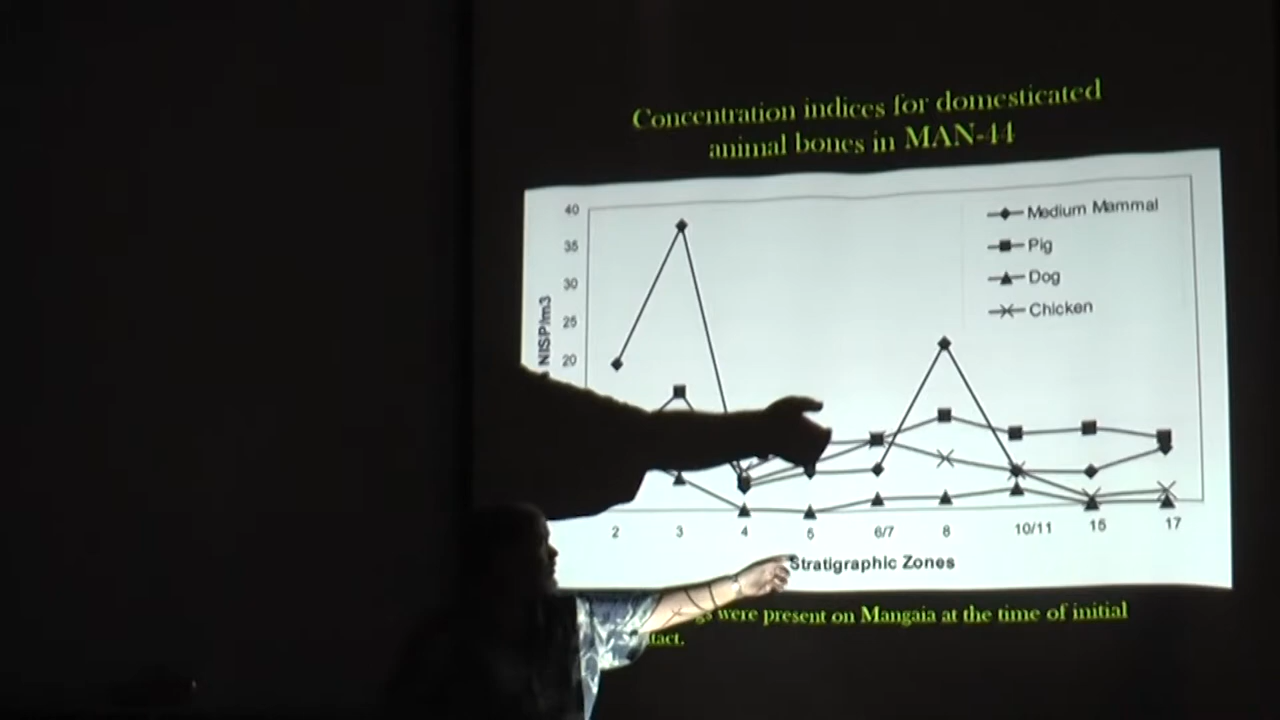 Concentration indices for domesticated
animal bones in MAN-44
40
35
30
25
20
NISP/m3
Medium Mammal
Pig
Dog
Chicken
2 3 4 5 6/7 8 10/11 15 17
Stratigraphic Zones
were present on Mangaia at the time of initial